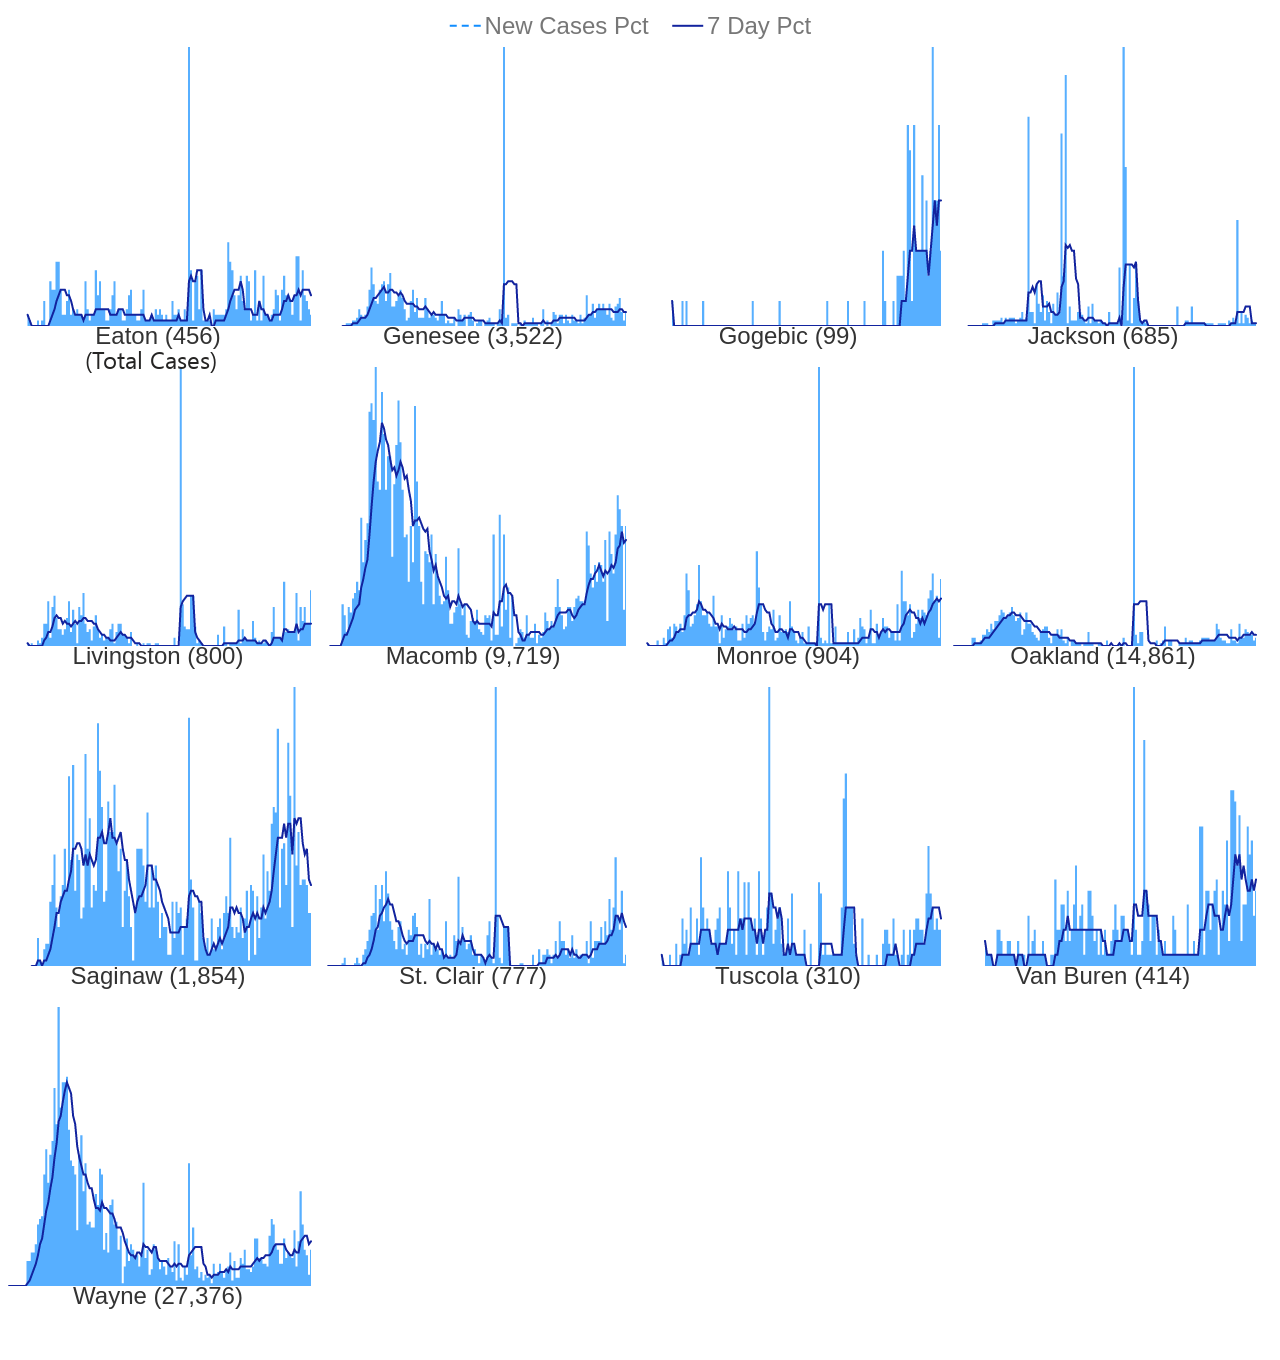 New Cases Pct 7 Day Pct
Eaton (456) Genesee (3,522) Gogebic (99) Jackson (685)
(Total Cases)
Livingston (800) Macomb (9,719) Monroe (904) Oakland (14,861)
Saginaw (1,854) St. Clair (777) Tuscola (310) Van Buren (414)
Wayne (27,376)